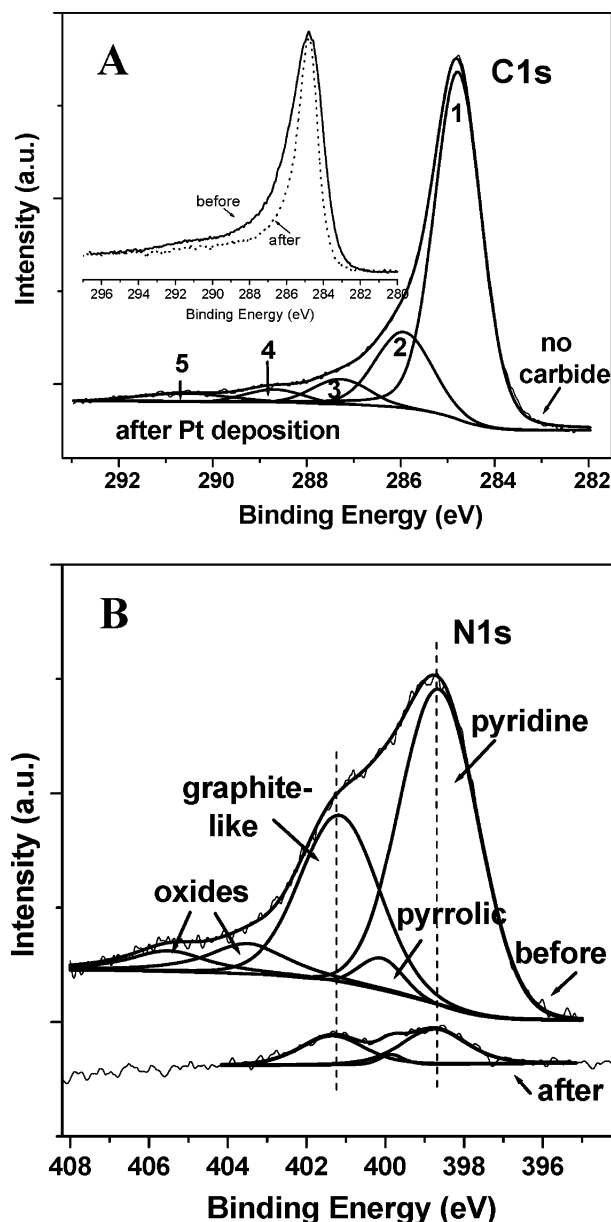 A
C1s
1
before
after
296 294 292 290 288 286 284 282 280
Binding Energy (eV)
Intensity (a.u.)
2
no
carbide
5
4
3
after Pt deposition
292 290 288 286 284 282
Binding Energy (eV)
B
N1s
pyridine
graphite-
like
Intensity (a.u.)
oxides
pyrrolic
before
after
408 406 404 402 400 398 396
Binding Energy (eV)